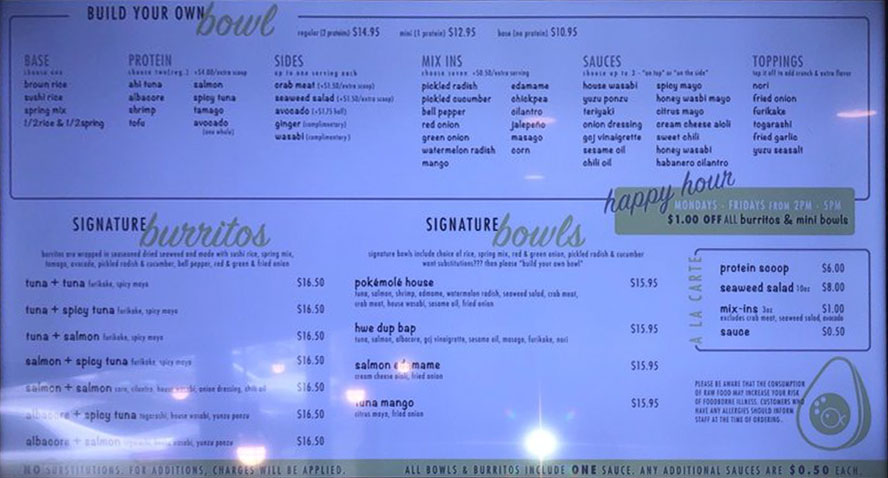 BUILD YOUR OWN bowl regular (2 protein) $14.95 mini (1 protein) $12.95 base (no protein) $10.95
BASE
choose one
brown rice
sushi rice
spring mix
1/2 rice & 1/2 spring
PROTEIN
choose two (reg.) +$4.00/extra scoop
ahi tuna
albacore
shrimp
tofu
salmon
spicy tuna
tamago
avocado
(one whole)
SIDES
up to one serving each
crab meat (+$1.50/extra scoop)
seaweed salad (+$1.50/extra scoop)
avocado (+$1.75 half)
ginger (complimentary)
wasabi (complimentary)
MIX INS
choose seven +$0.50/extra serving
pickled radish
pickled cucumber
bell pepper
red onion
green onion
watermelon radish
mango
edamame
chickpea
cilantro
jalepeño
masago
corn
SAUCES
choose up to 2 - "on top" or "on the side"
house wasabi
yuzu ponzu
teriyaki
onion dressing
goj vinaigrette
sesame oil
chili oil
spicy mayo
honey wasbi mayo
citrus mayo
cream cheese aioli
sweet chili
honey wasabi
habanero cilantro
TOPPINGS
top it off to add crunch & extra flavor
nori
fried onion
furikake
togarashi
fried garlic
yuzu seasalt
happy hour
MONDAYS - FRIDAYS FROM 2PM - 5PM
$1.00 OFF ALL burritos & mini bowls
SIGNATURE burritos
burritos are wrapped in seasoned dried seaweed and made with sushi rice, spring mix,
tamago, avocado, pickled radish & cucumber, bell pepper, red & green & fried onion
tuna + tuna furikake, spicy mayo $16.50
tuna + spicy tuna furikake, spicy mayo $16.50
tuna + salmon furikake, spicy mayo $16.50
salmon + spicy tuna furikake, spicy mayo $16.50
salmon + salmon corn, cilantro, house wasabi, onion dressing, chili oil $16.50
albacore + spicy tuna togarashi, house wasabi, yunzu ponzu $16.50
albacore + salmon wasabi, yunzu ponzu $16.50
SIGNATURE bowls
signature bowls include choice of rice, spring mix, red & green onion, pickled radish & cucumber
want substitutions??? than please "build your own bowl"
pokémolé house $15.95
tuna, salmon, shrimp, edmame, watermelon radish, seaweed salad, crab meat,
crab meat, house wasabi, sesame oil, fried onion
hwe dup bap $15.95
tuna, salmon, albacore, gcj vinaigrette, sesame oil, masago, furikake, nori
salmon mame $15.95
cream cheese aioli, fried onion
tuna mango $15.95
citrus mayo, fried onion
A LA CARTE
protein scoop $6.00
seaweed salad 10oz $8.00
mix-ins 3oz $1.00
excludes crab meat, seaweed salad, avocado
sauce $0.50
PLEASE BE AWARE THAT THE CONSUMPTION
OF RAW FOOD MAY INCREASE YOUR RISK
OF FOODBORNE ILLNESS. CUSTOMERS WHO
HAVE ANY ALLERGIES SHOULD INFORM
STAFF AT THE TIME OF ORDERING.
NO SUBSTITUTIONS. FOR ADDITIONS, CHARGES WILL BE APPLIED.
ALL BOWLS & BURRITOS INCLUDE ONE SAUCE. ANY ADDITIONAL SAUCES ARE $0.50 EACH.